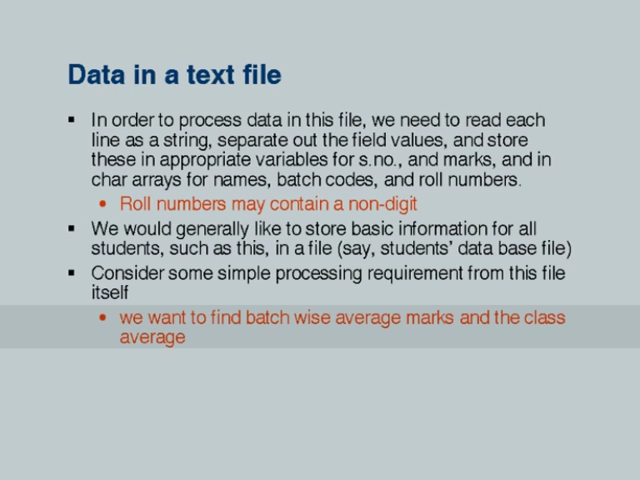 Data in a text file
▪ In order to process data in this file, we need to read each
line as a string, separate out the field values, and store
these in appropriate variables for s.no., and marks, and in
char arrays for names, batch codes, and roll numbers.
• Roll numbers may contain a non-digit
▪ We would generally like to store basic information for all
students, such as this, in a file (say, students’ data base file)
▪ Consider some simple processing requirement from this file
itself
• we want to find batch wise average marks and the class
average